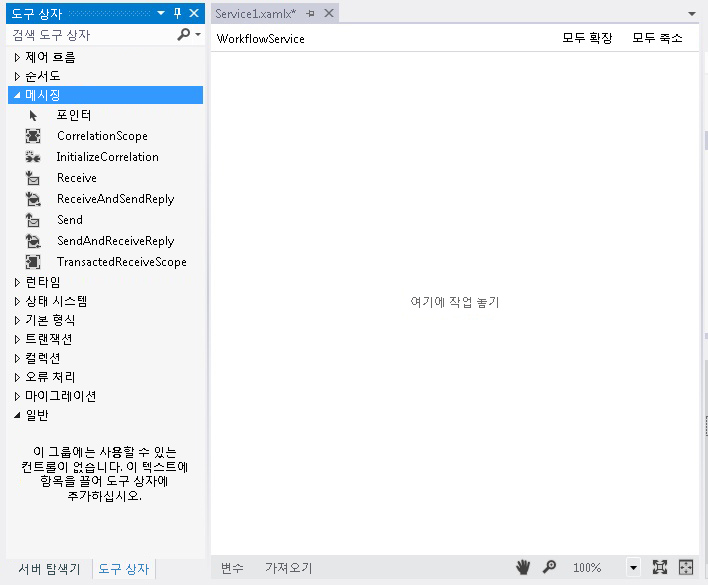 도구 상자
검색 도구 상자
제어 흐름
순서도
메시징
포인터
CorrelationScope
InitializeCorrelation
Receive
ReceiveAndSendReply
Send
SendAndReceiveReply
TransactedReceiveScope
런타임
상태 시스템
기본 형식
트랜잭션
컬렉션
오류 처리
마이그레이션
일반
이 그룹에는 사용할 수 있는
컨트롤이 없습니다. 이 텍스트에
항목을 끌어 도구 상자에
추가하십시오.
서버 탐색기 도구 상자
Service1.xamlx*
WorkflowService 모두 확장 모두 축소
여기에 작업 놓기
변수 가져오기 100%